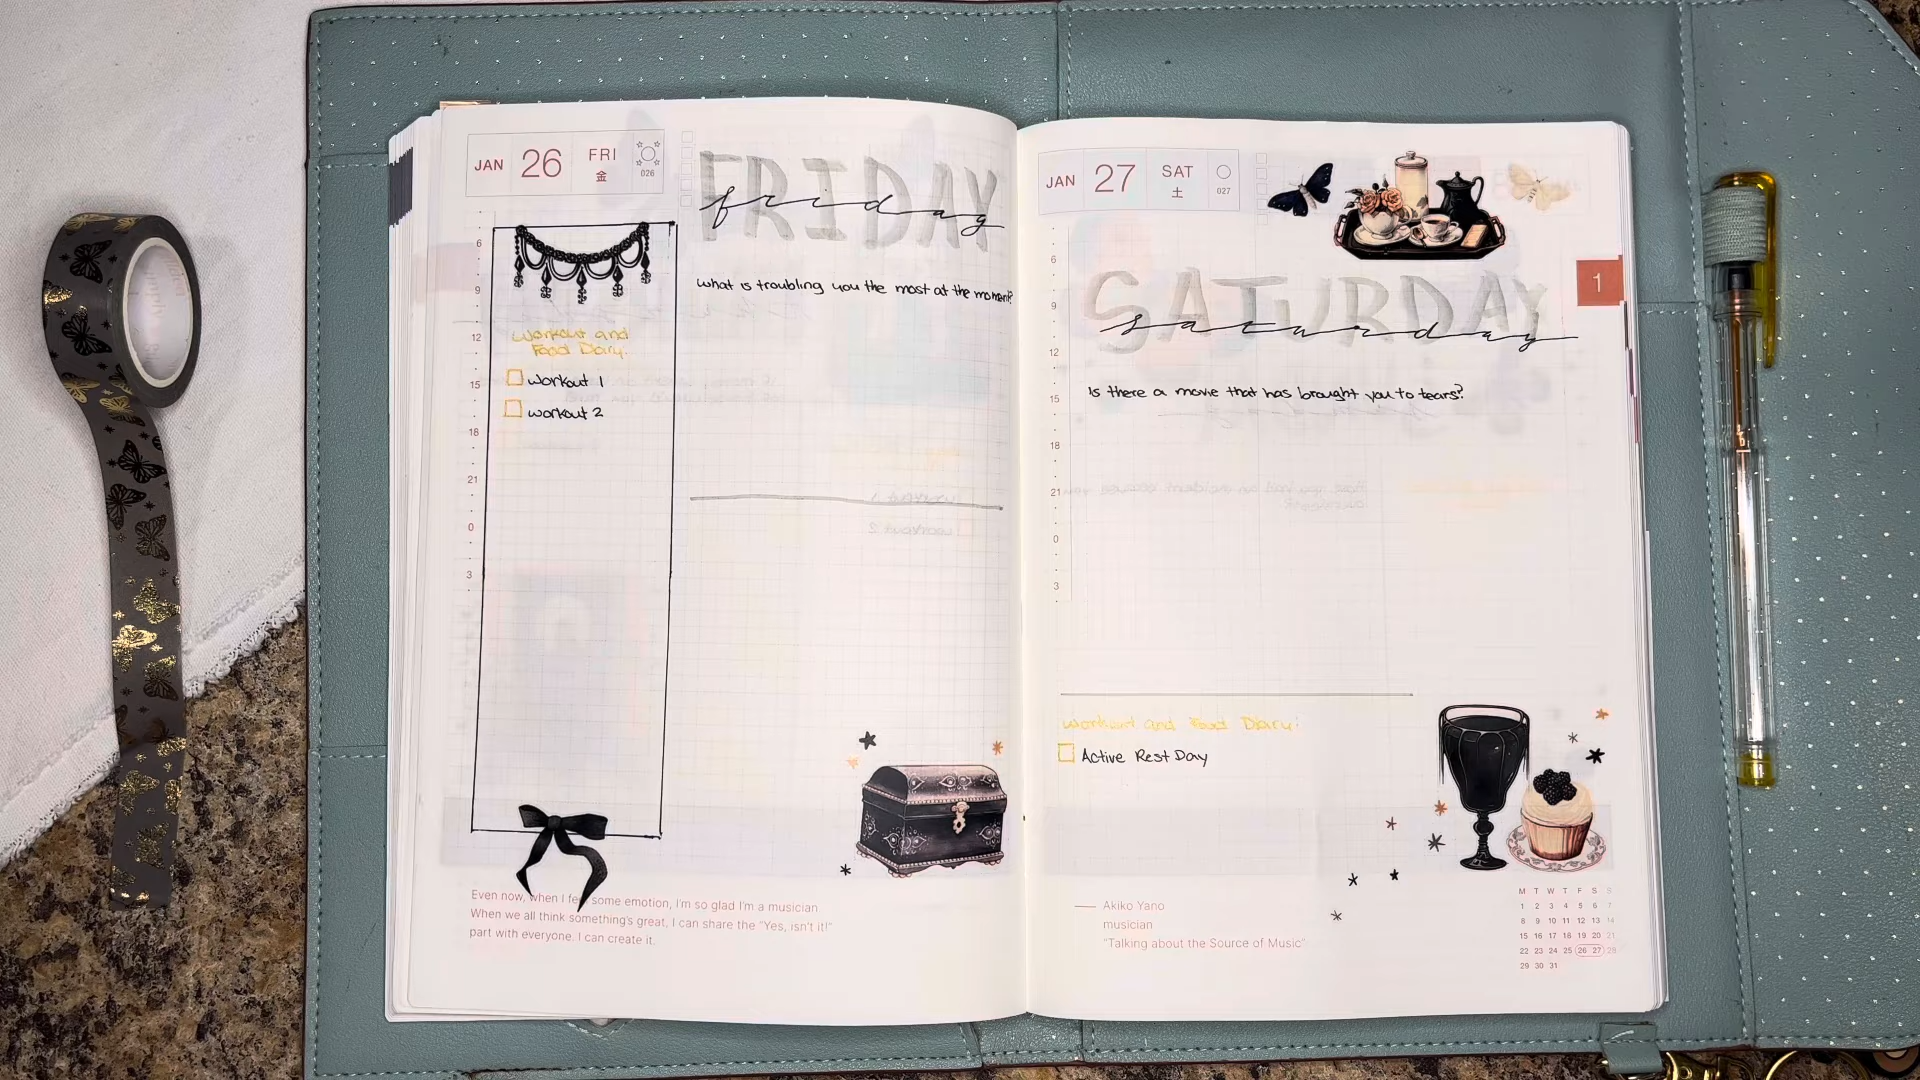 JAN 26 FRI
金 026
FRIDAY
friday
6
9
12
15
18
21
0
3
What is troubling you the most at the moment?
Workout and
Food Diary:
workout 1
workout 2
Even now, when I feel some emotion, I'm so glad I'm a musician
When we all think something's great, I can share the "Yes, isn't it!"
part with everyone. I can create it.
JAN 27 SAT
土 027
SATURDAY
saturday
1
6
9
12
15
18
21
0
3
Is there a movie that has brought you to tears?
Workout and Food Diary:
Active Rest Day
— Akiko Yano
musician
"Talking about the Source of Music"
M T W T F S S
1 2 3 4 5 6 7
8 9 10 11 12 13 14
15 16 17 18 19 20 21
22 23 24 25 26 27 28
29 30 31